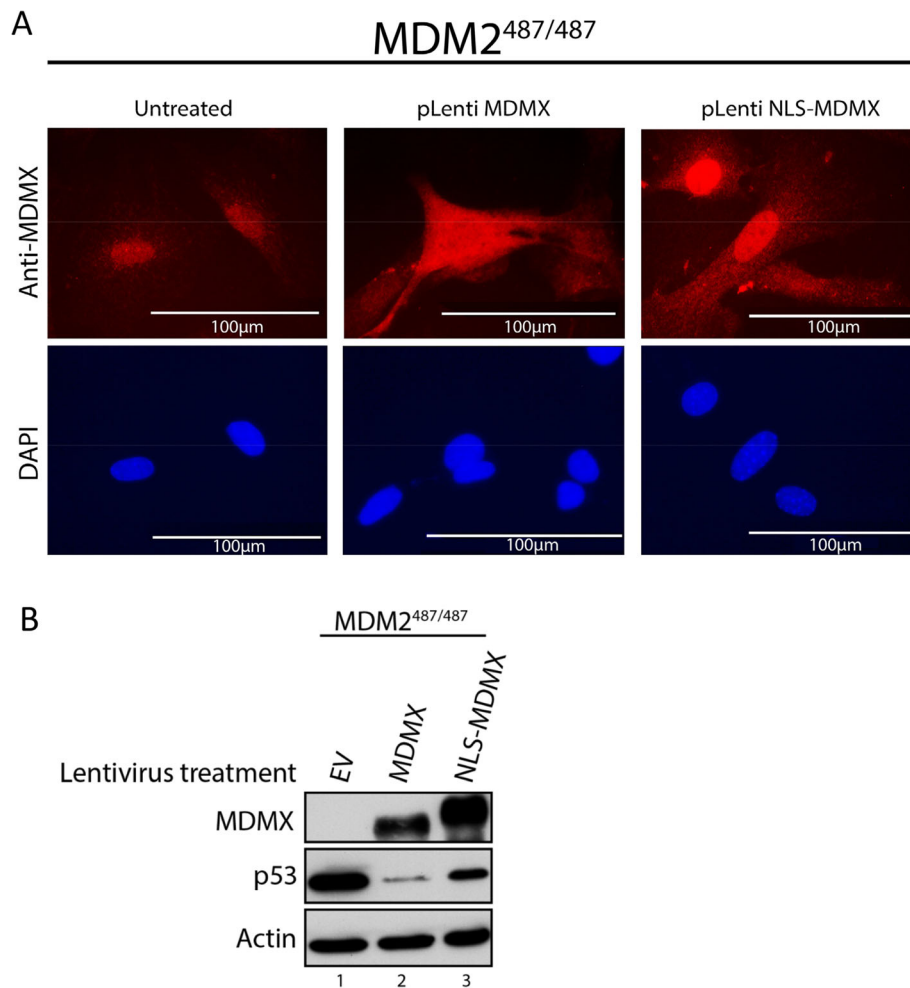 A
MDM2487/487
Untreated pLenti MDMX pLenti NLS-MDMX
Anti-MDMX
100µm 100µm 100µm
DAPI
100µm 100µm 100µm
B
MDM2487/487
Lentivirus treatment EV MDMX NLS-MDMX
MDMX
p53
Actin
1 2 3